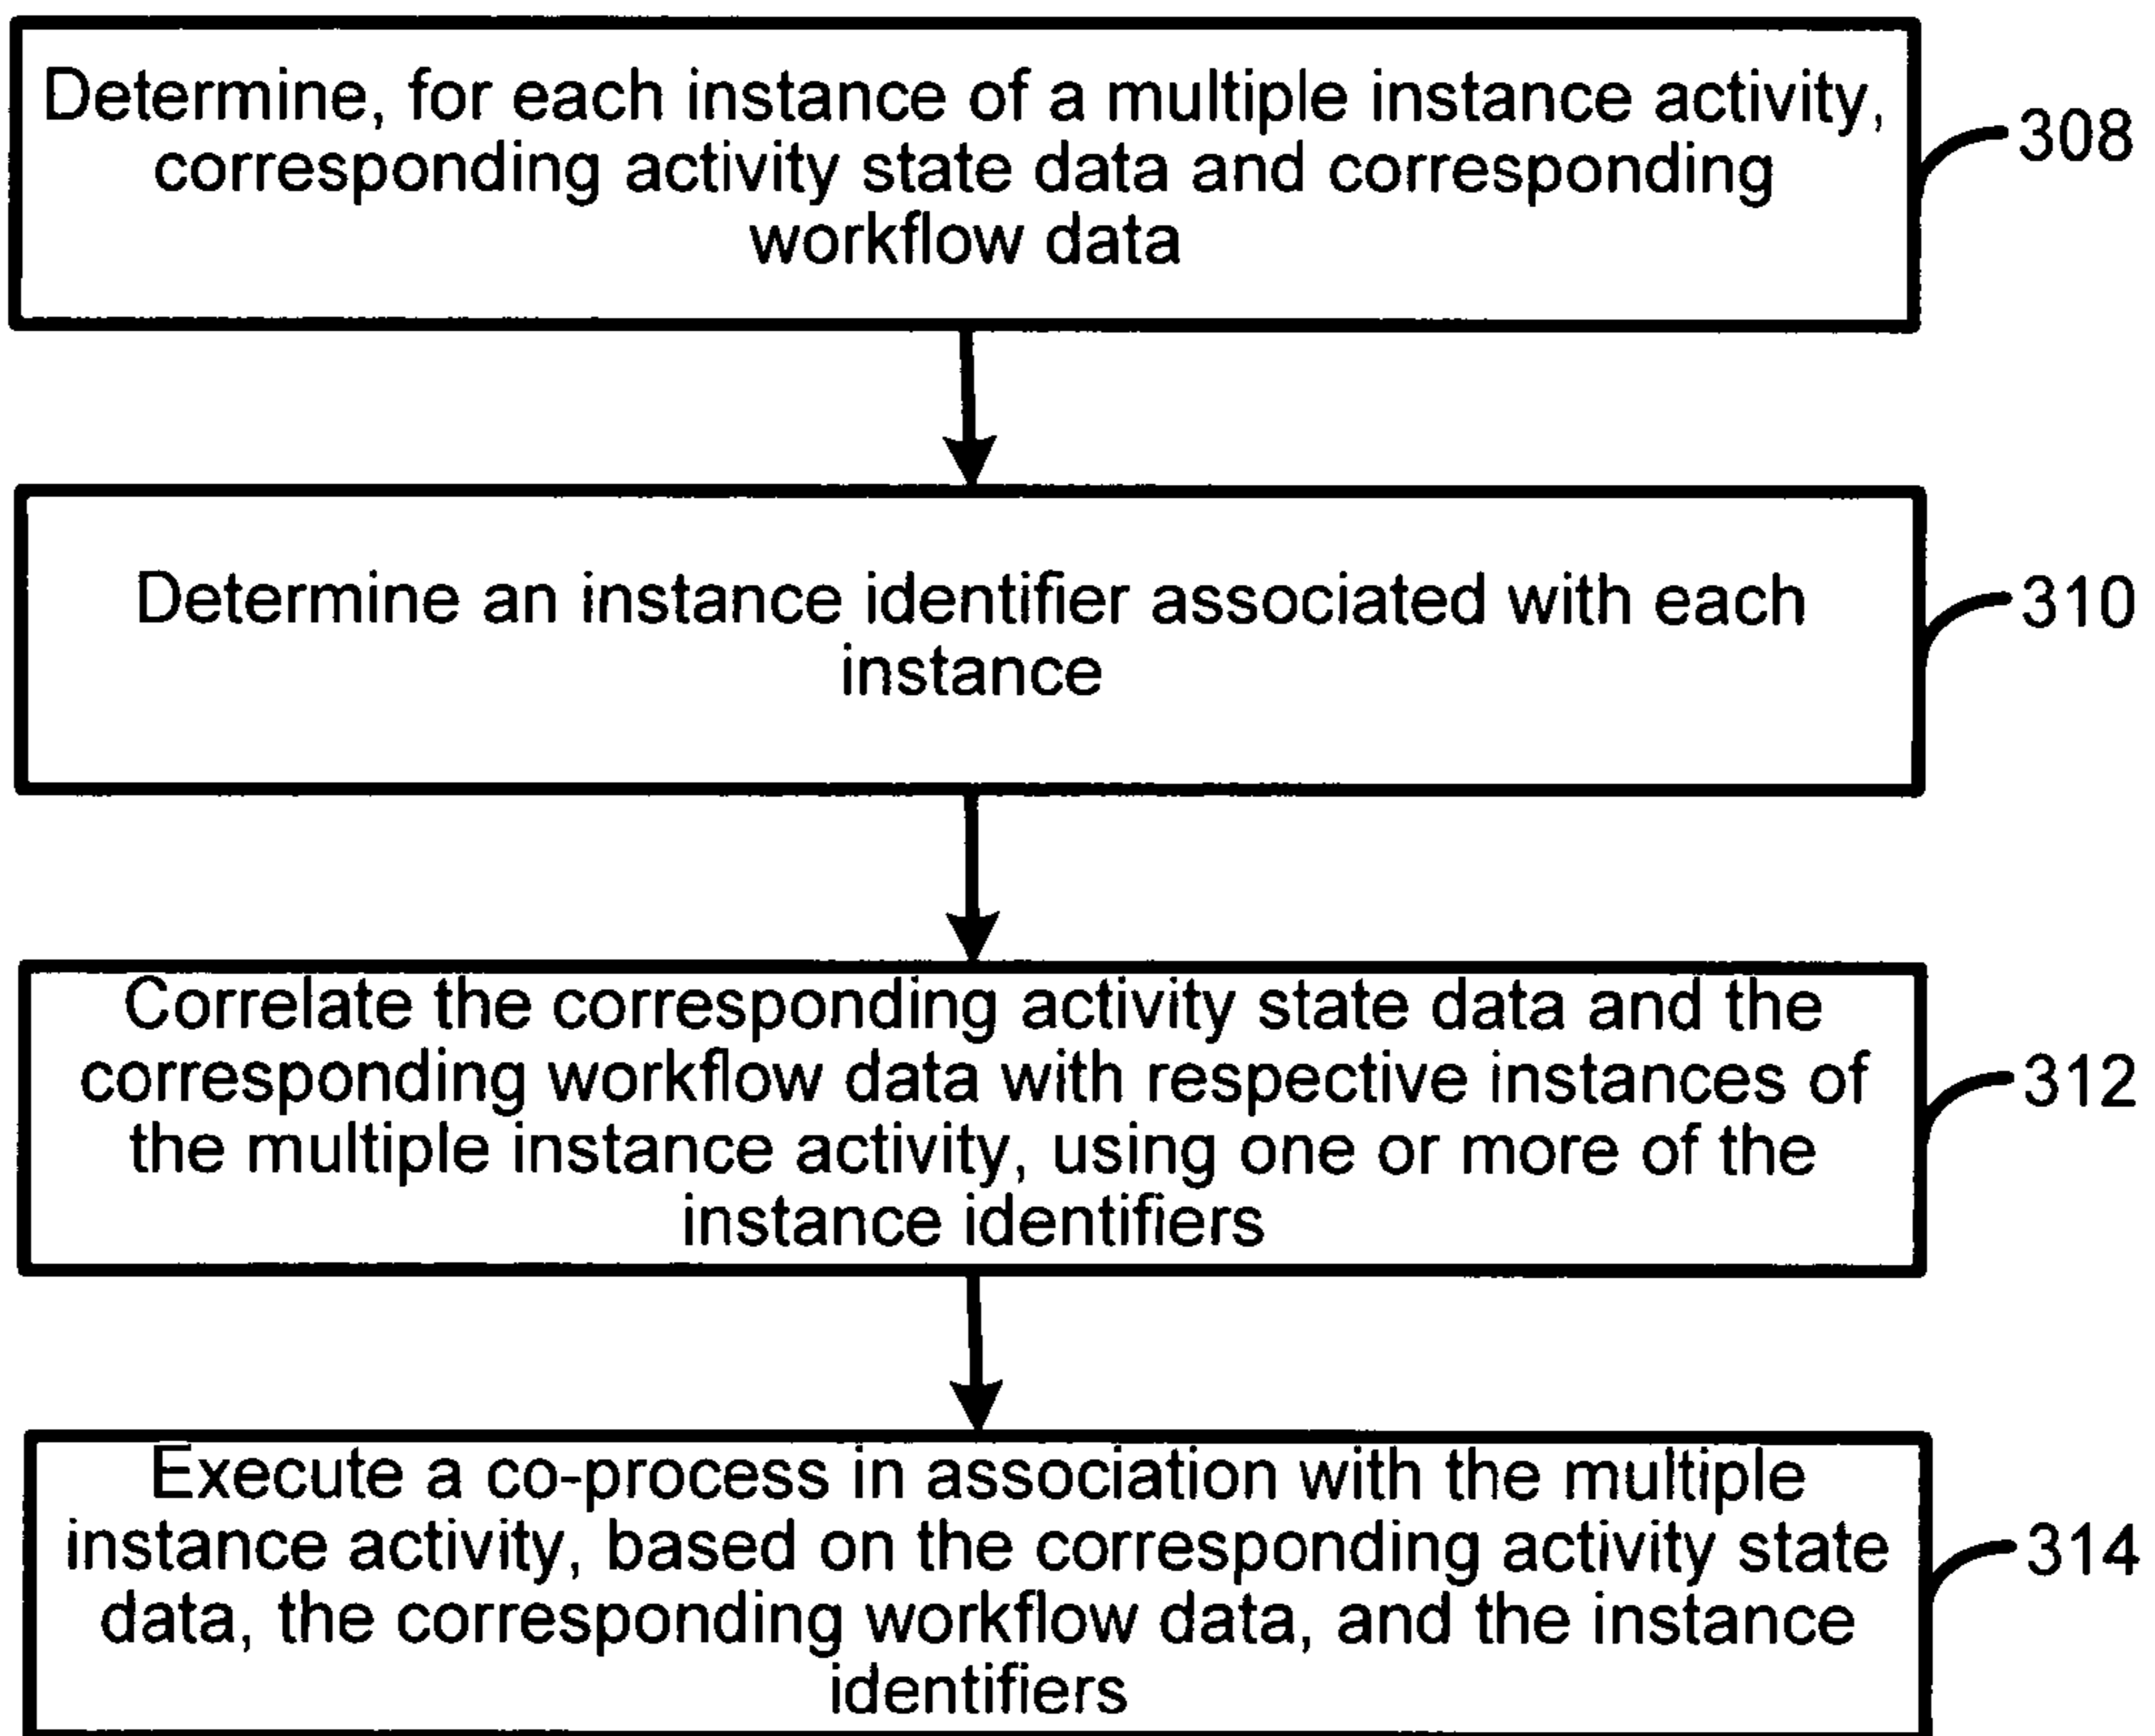 Determine, for each instance of a multiple instance activity,
corresponding activity state data and corresponding
workflow data
308
Determine an instance identifier associated with each
instance
310
Correlate the corresponding activity state data and the
corresponding workflow data with respective instances of
the multiple instance activity, using one or more of the
instance identifiers
312
Execute a co-process in association with the multiple
instance activity, based on the corresponding activity state
data, the corresponding workflow data, and the instance
identifiers
314